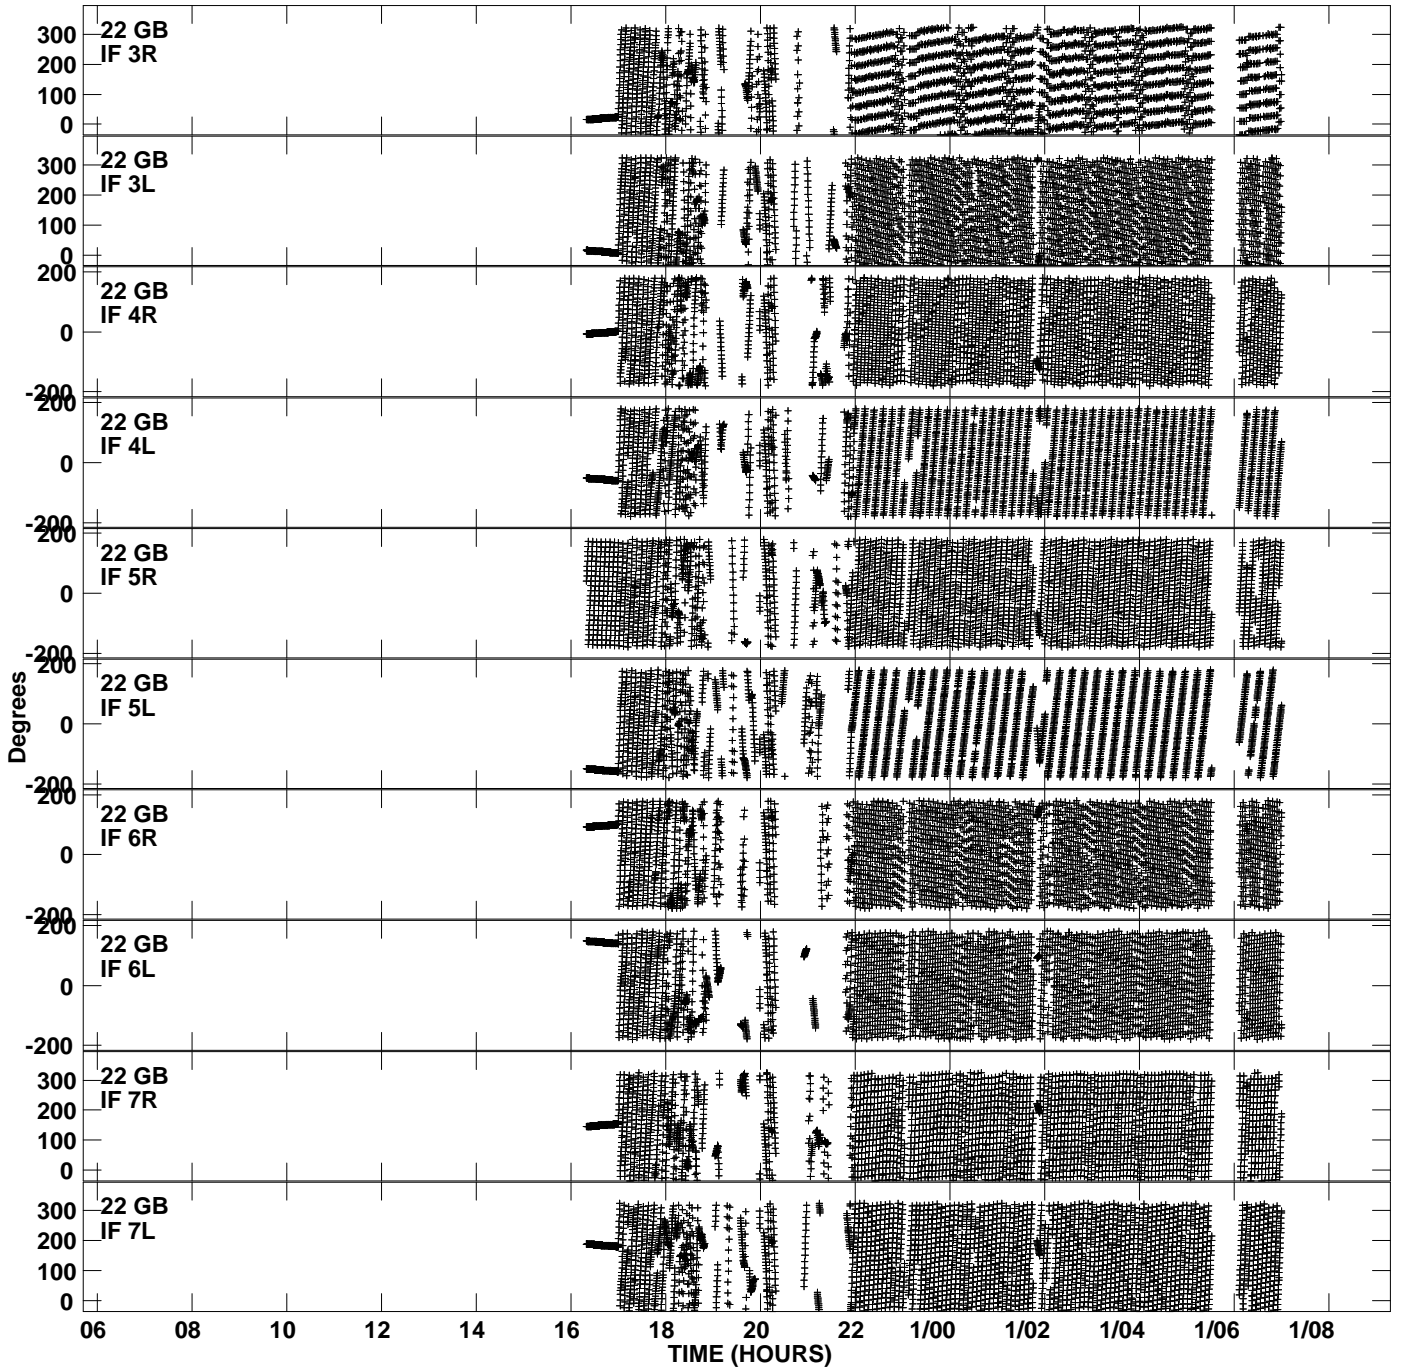 22 GB
IF 3R
300
200
100
0
22 GB
IF 3L
300
200
100
0
22 GB
IF 4R
200
0
-200
22 GB
IF 4L
200
0
-200
22 GB
IF 5R
200
0
-200
22 GB
IF 5L
200
0
-200
Degrees
22 GB
IF 6R
200
0
-200
22 GB
IF 6L
200
0
-200
22 GB
IF 7R
300
200
100
0
22 GB
IF 7L
300
200
100
0
06 08 10 12 14 16 18 20 22 1/00 1/02 1/04 1/06 1/08
TIME (HOURS)